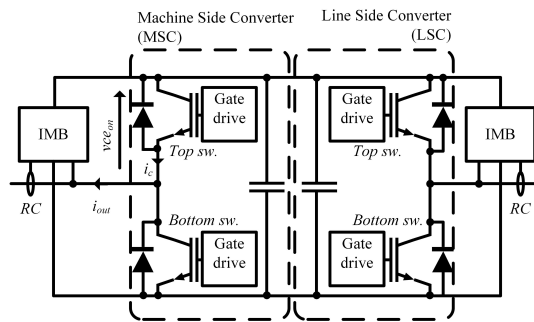 Machine Side Converter
(MSC)
Line Side Converter
(LSC)
IMB
vce_on
Gate
drive
Top sw.
i_c
RC
i_out
Bottom sw.
Gate
drive
Gate
drive
Top sw.
IMB
Bottom sw.
RC
Gate
drive